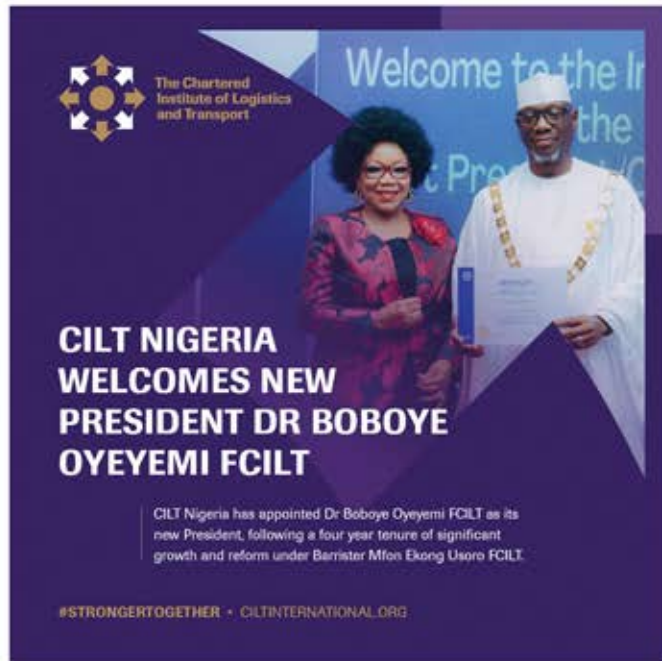 The Chartered
Institute of Logistics
and Transport
Welcome to the In
the
t President/C
CILT NIGERIA
WELCOMES NEW
PRESIDENT DR BOBOYE
OYEYEMI FCILT
CILT Nigeria has appointed Dr Boboye Oyeyemi FCILT as its
new President, following a four year tenure of significant
growth and reform under Barrister Mfon Ekong Usoro FCILT.
#STRONGERTOGETHER • CILTINTERNATIONAL.ORG